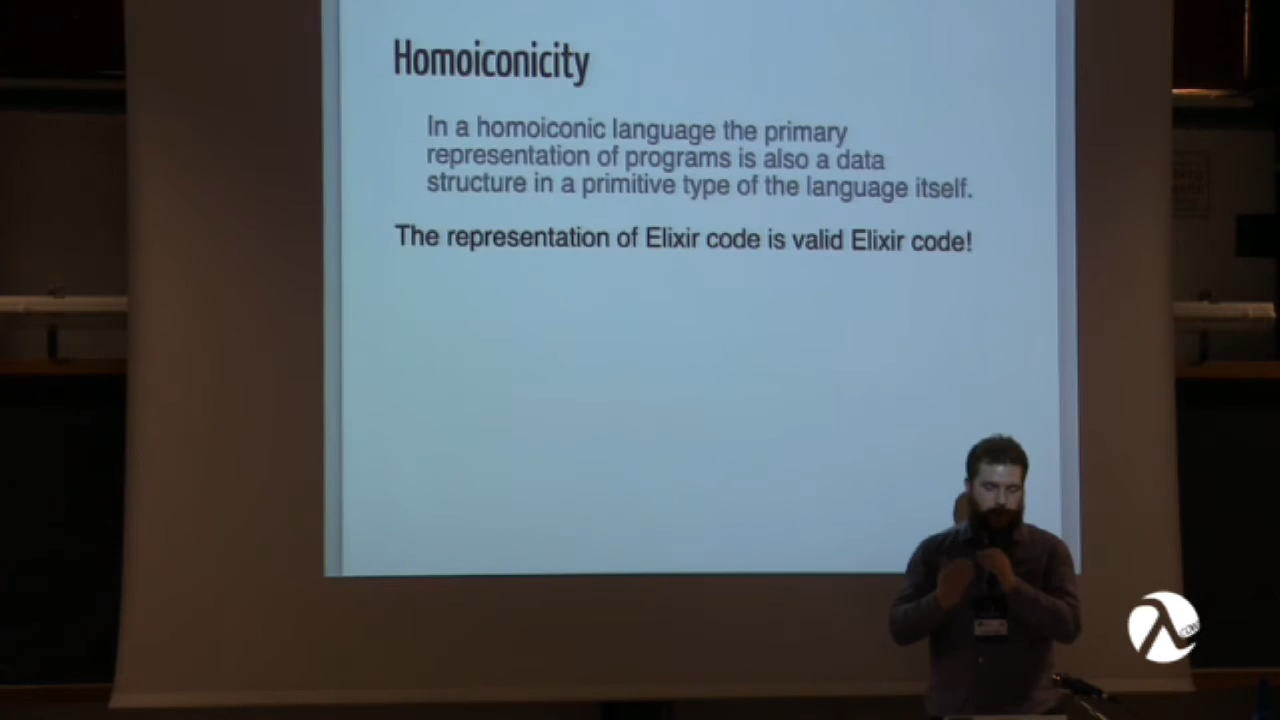 Homoiconicity
In a homoiconic language the primary
representation of programs is also a data
structure in a primitive type of the language itself.
The representation of Elixir code is valid Elixir code!